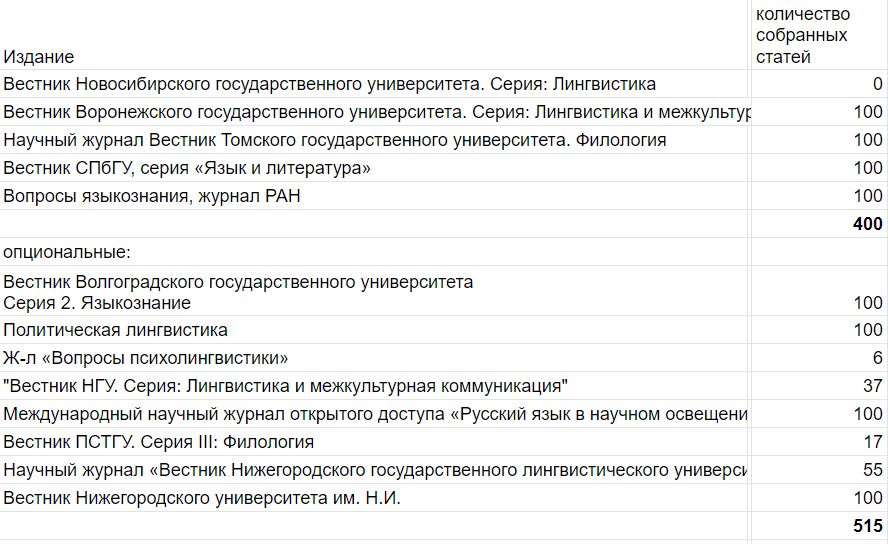 количество
собранных
Издание статей
Вестник Новосибирского государственного университета. Серия: Лингвистика 0
Вестник Воронежского государственного университета. Серия: Лингвистика и межкультур 100
Научный журнал Вестник Томского государственного университета. Филология 100
Вестник СПбГУ, серия «Язык и литература» 100
Вопросы языкознания, журнал РАН 100
400
опциональные:
Вестник Волгоградского государственного университета
Серия 2. Языкознание 100
Политическая лингвистика 100
Ж-л «Вопросы психолингвистики» 6
"Вестник НГУ. Серия: Лингвистика и межкультурная коммуникация" 37
Международный научный журнал открытого доступа «Русский язык в научном освещени 100
Вестник ПСТГУ. Серия III: Филология 17
Научный журнал «Вестник Нижегородского государственного лингвистического универси 55
Вестник Нижегородского университета им. Н.И. 100
515